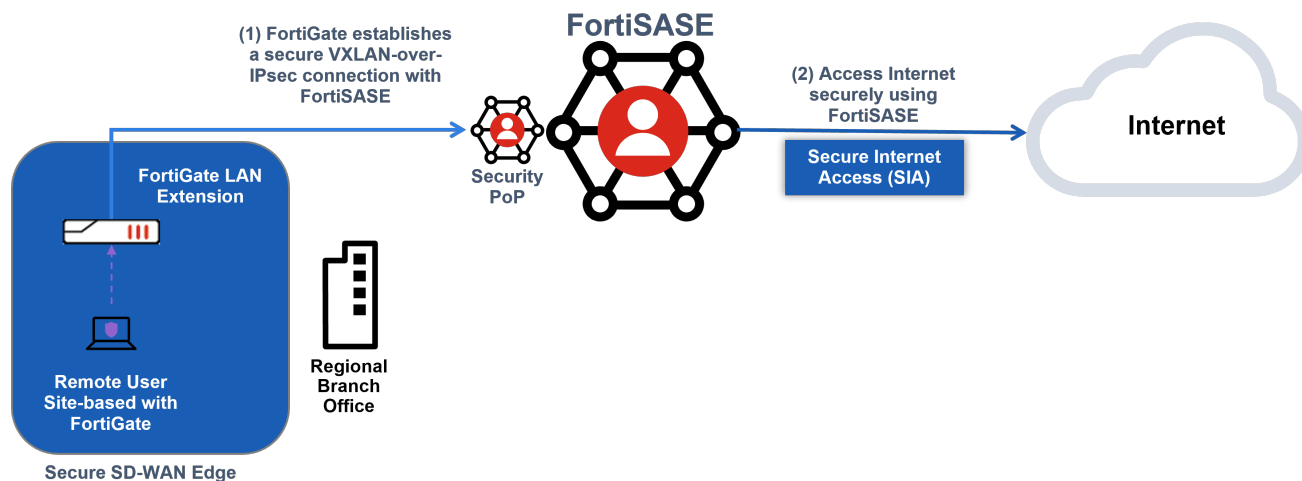 FortiSASE
(1) FortiGate establishes
a secure VXLAN-over-
IPsec connection with
FortiSASE
(2) Access Internet
securely using
FortiSASE
Secure Internet
Access (SIA)
Internet
Security
PoP
FortiGate LAN
Extension
Remote User
Site-based with
FortiGate
Regional
Branch
Office
Secure SD-WAN Edge